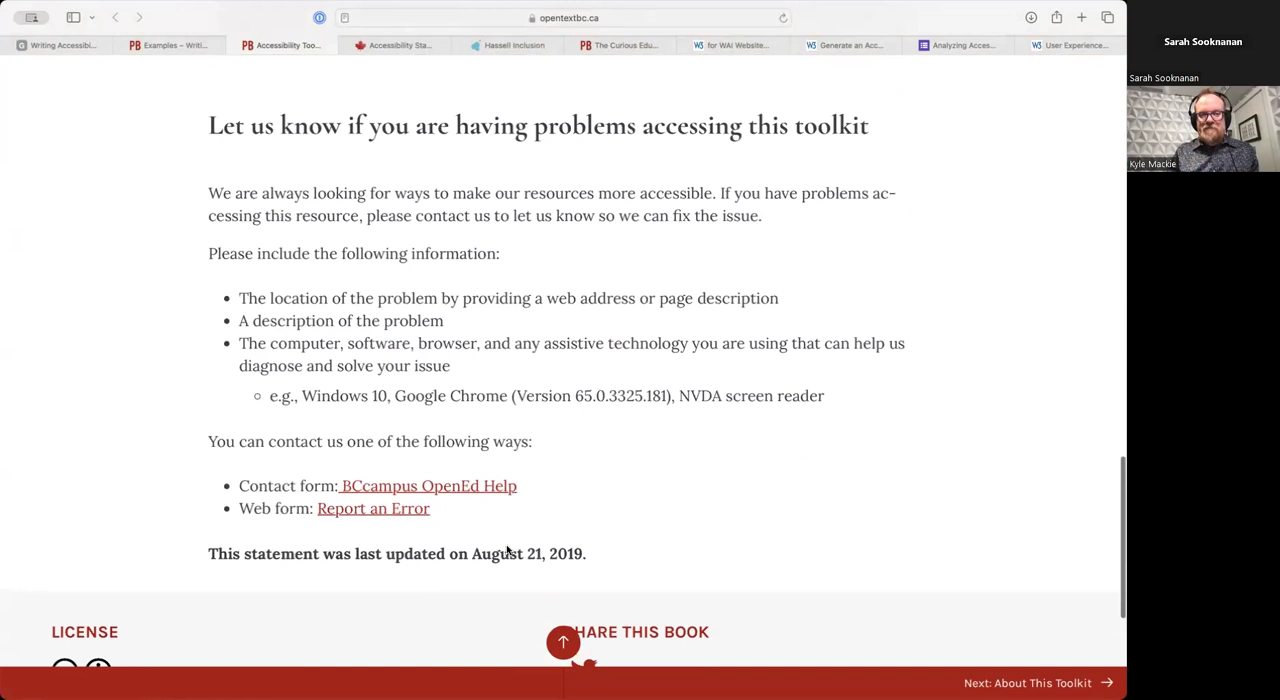 opentextbc.ca
Writing Accessibi...
PB Examples – Writi...
PB Accessibility Too...
Accessibility Sta...
Hassell Inclusion
PB The Curious Edu...
W3 for WAI Website...
W3 Generate an Acc...
Analyzing Acces...
W3 User Experience...
Let us know if you are having problems accessing this toolkit
We are always looking for ways to make our resources more accessible. If you have problems ac-
cessing this resource, please contact us to let us know so we can fix the issue.
Please include the following information:
The location of the problem by providing a web address or page description
A description of the problem
The computer, software, browser, and any assistive technology you are using that can help us
diagnose and solve your issue
e.g., Windows 10, Google Chrome (Version 65.0.3325.181), NVDA screen reader
You can contact us one of the following ways:
Contact form: BCcampus OpenEd Help
Web form: Report an Error
This statement was last updated on August 21, 2019.
LICENSE
HARE THIS BOOK
Next: About This Toolkit
Sarah Sooknanan
Sarah Sooknanan
Kyle Mackie